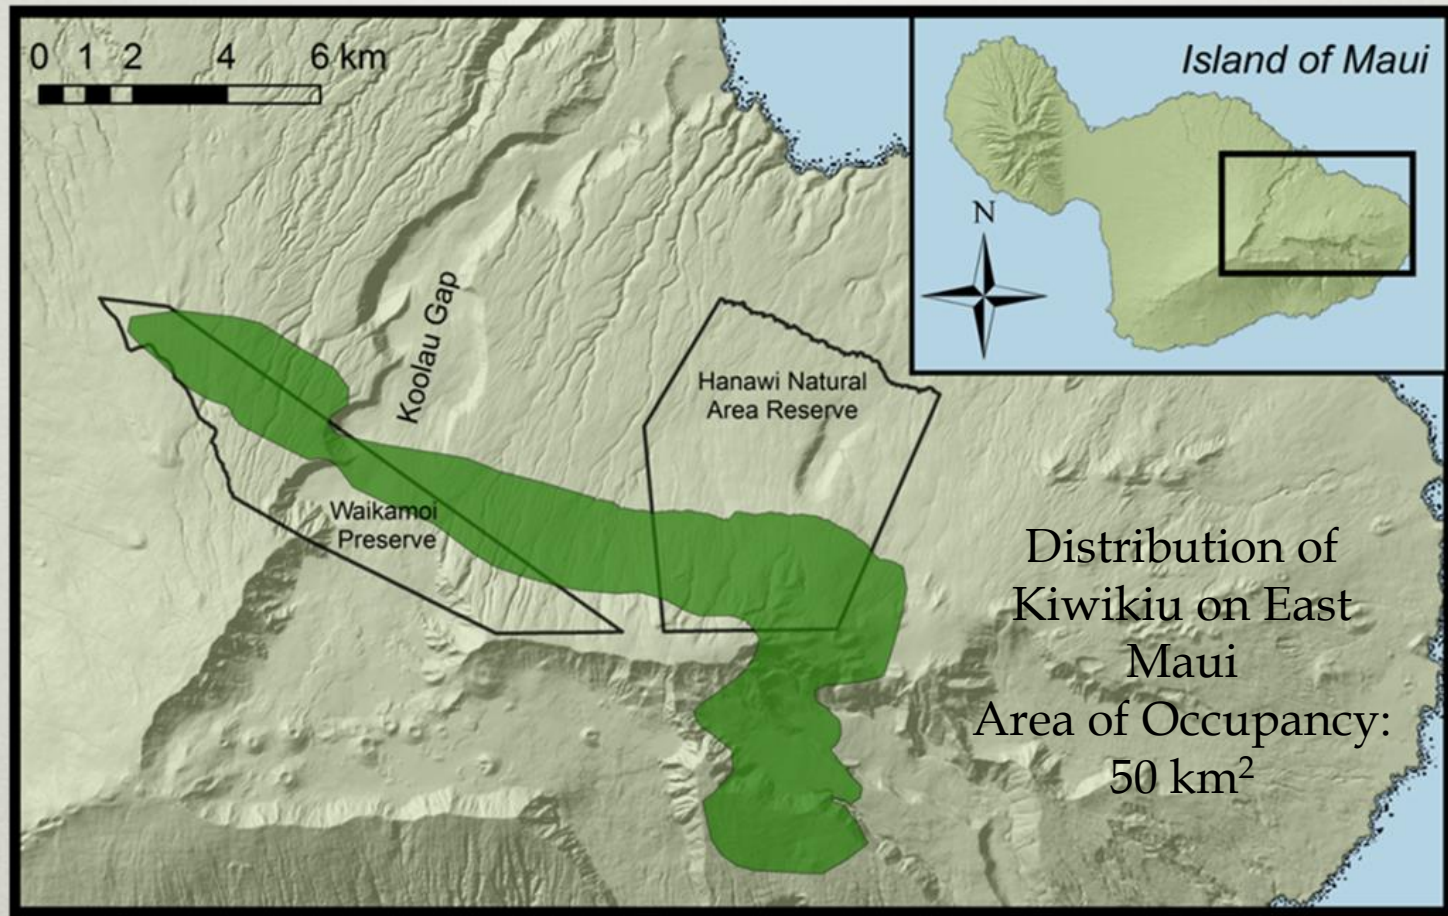 0 1 2 4 6 km
Island of Maui
N
Koolau Gap
Hanawi Natural
Area Reserve
Waikamoi
Preserve
Distribution of
Kiwikiu on East
Maui
Area of Occupancy:
50 km²